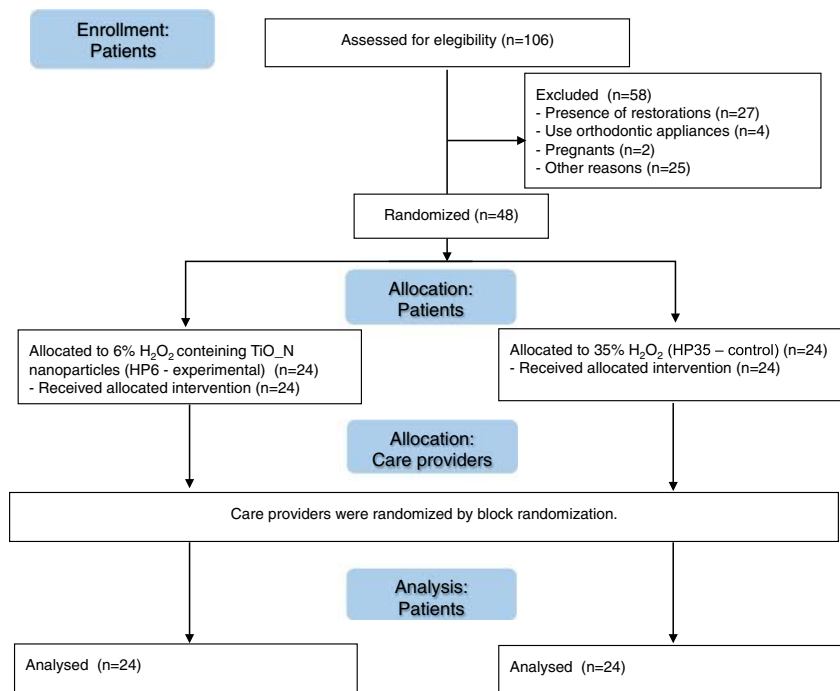 Enrollment:
Patients
Assessed for elegibility (n=106)
Excluded (n=58)
- Presence of restorations (n=27)
- Use orthodontic appliances (n=4)
- Pregnants (n=2)
- Other reasons (n=25)
Randomized (n=48)
Allocation:
Patients
Allocated to 6% H₂O₂ conteining TiO_N
nanoparticles (HP6 - experimental) (n=24)
- Received allocated intervention (n=24)
Allocated to 35% H₂O₂ (HP35 – control) (n=24)
- Received allocated intervention (n=24)
Allocation:
Care providers
Care providers were randomized by block randomization.
Analysis:
Patients
Analysed (n=24)
Analysed (n=24)